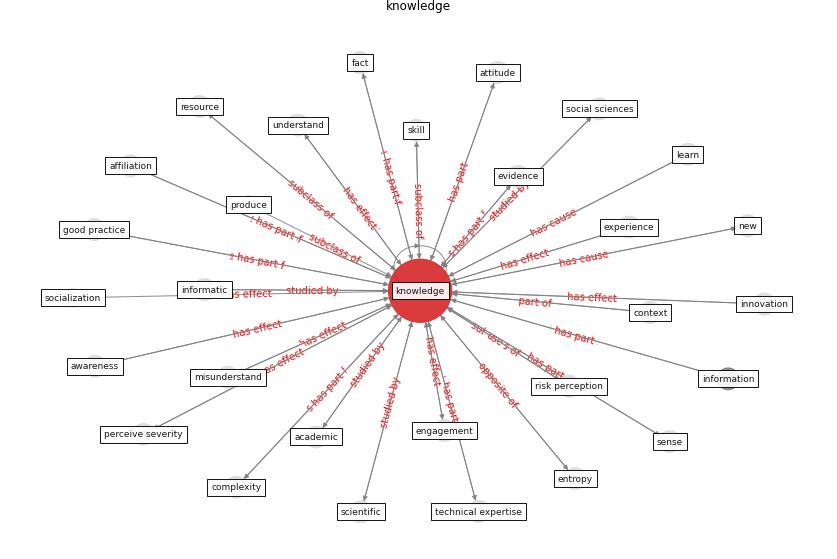 knowledge
fact
attitude
resource
social sciences
understand
skill
learn
affiliation
evidence
has part
has part
produce
subclass of
has effect
subclass of
studied by
has cause
good practice
has part
subclass of
experience
new
has part
has effect
has cause
socialization
informatic
effect
studied by
knowledge
part of
has effect
context
innovation
has effect
has effect
has part
awareness
effect
misunderstand
has part
studied by
has effect
has part
opposite of
has part
risk perception
information
studied by
perceive severity
academic
engagement
sense
complexity
entropy
scientific
technical expertise